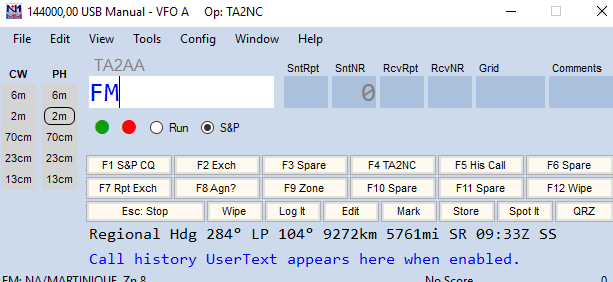 144000,00 USB Manual - VFO A Op: TA2NC
File Edit View Tools Config Window Help
CW PH TA2AA SntRpt SntNR RcvRpt RcvNR Grid Comments
6m 6m FM 0
2m 2m
70cm 70cm Run S&P
23cm 23cm F1 S&P CQ F2 Exch F3 Spare F4 TA2NC F5 His Call F6 Spare
13cm 13cm F7 Rpt Exch F8 Agn? F9 Zone F10 Spare F11 Spare F12 Wipe
Esc: Stop Wipe Log It Edit Mark Store Spot It QRZ
Regional Hdg 284° LP 104° 9272km 5761mi SR 09:33Z SS
Call history UserText appears here when enabled.
FM: NA/MARTINIQUE, Zn 8 No Score 0